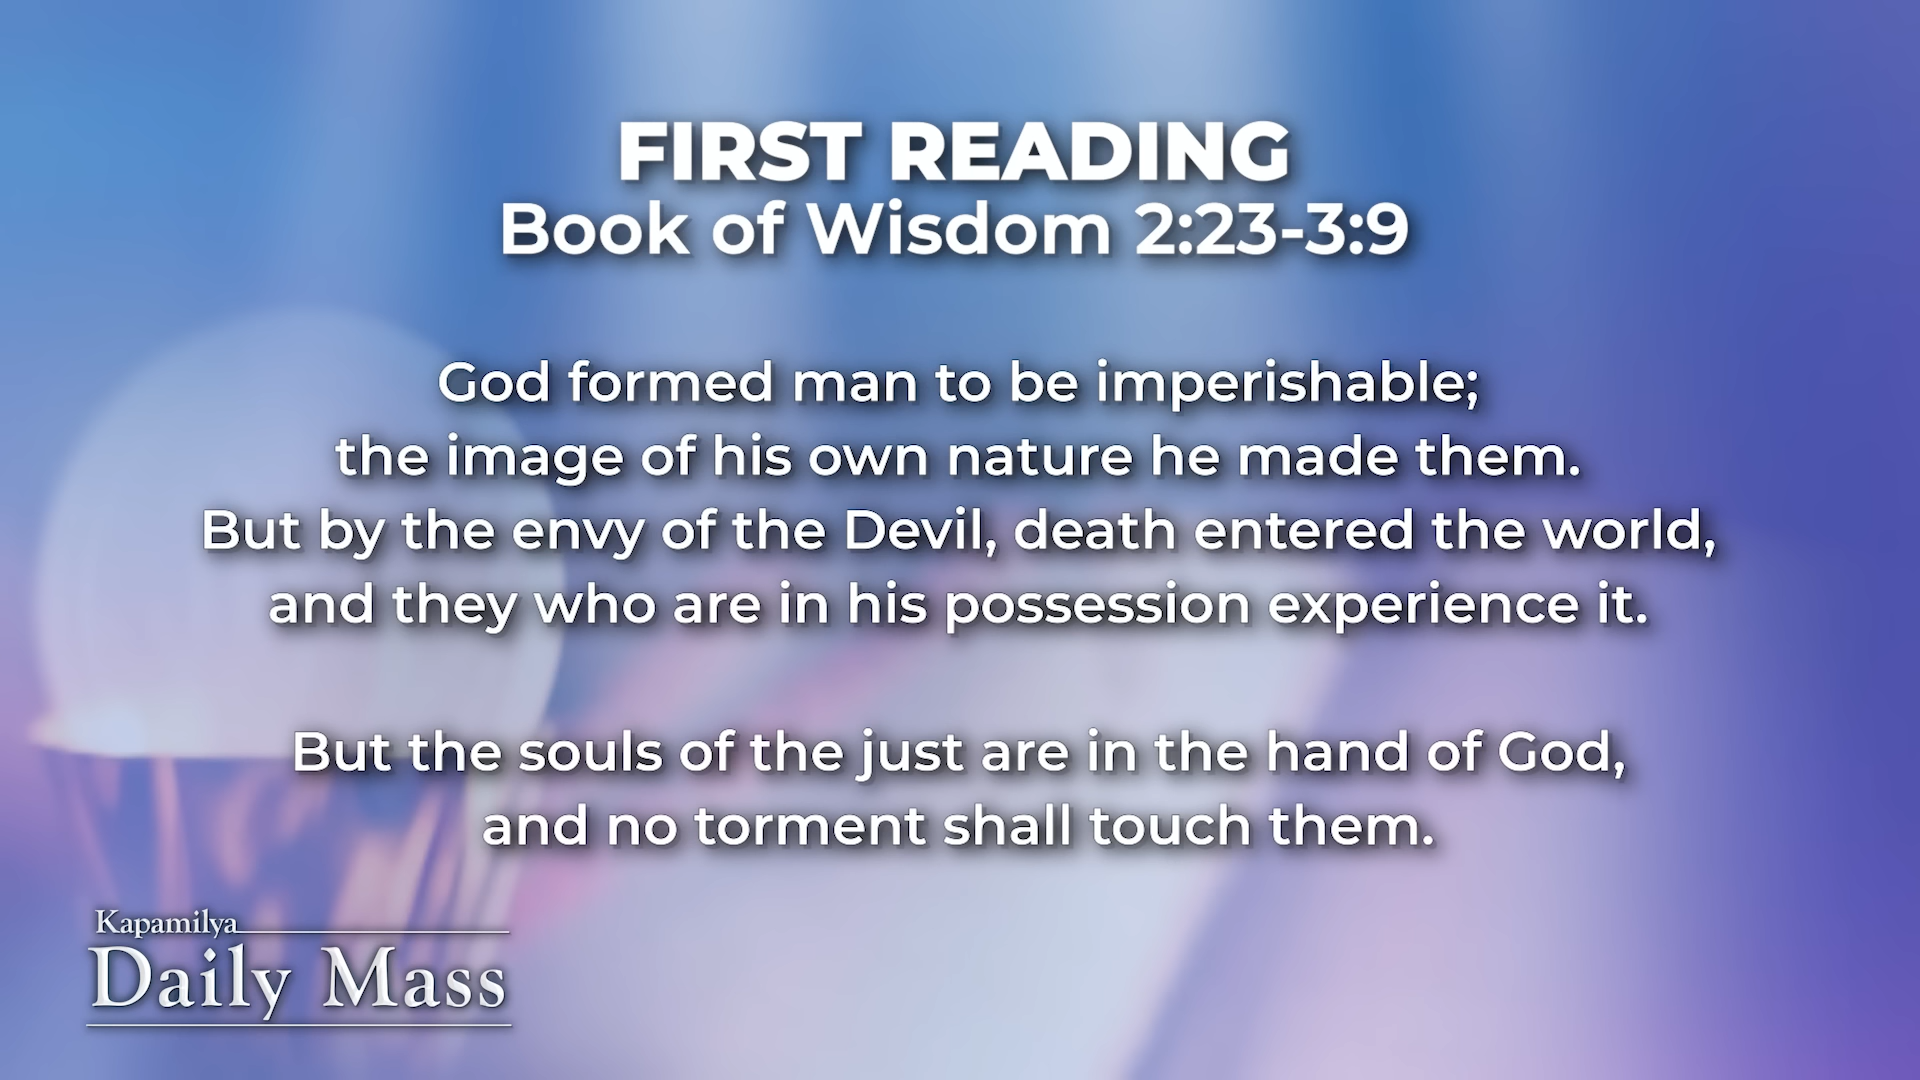 FIRST READING
Book of Wisdom 2:23-3:9
God formed man to be imperishable;
the image of his own nature he made them.
But by the envy of the Devil, death entered the world,
and they who are in his possession experience it.
But the souls of the just are in the hand of God,
and no torment shall touch them.
Kapamilya
Daily Mass